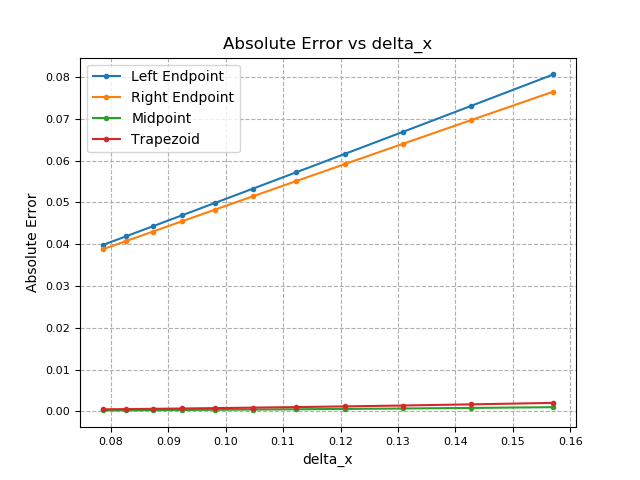 Absolute Error vs delta_x
Left Endpoint
Right Endpoint
Midpoint
Trapezoid
Absolute Error
0.08
0.07
0.06
0.05
0.04
0.03
0.02
0.01
0.00
0.08 0.09 0.10 0.11 0.12 0.13 0.14 0.15 0.16
delta_x